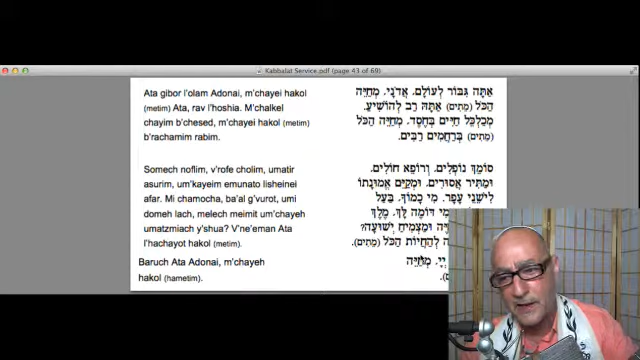 Kabbalat Service.pdf (page 43 of 69)
Ata gibor l'olam Adonai, m'chayei hakol
(metim) Ata, rav l'hoshia. M'chalkel
chayim b'chesed, m'chayei hakol (metim)
b'rachamim rabim.
Somech noflim, v'rofe cholim, umatir
asurim, um'kayeim emunato lisheinei
afar. Mi chamocha, ba'al g'vurot, umi
domeh lach, melech meimit um'chayeh
umatzmiach y'shua? V'ne'eman Ata
l'hachayot hakol (metim).
Baruch Ata Adonai, m'chayeh
hakol (hametim).
אַתָּה גִּבּוֹר לְעוֹלָם, אֲדֹנָי, מְחַיֵּה
הַכֹּל (מֵתִים) אַתָּה רַב לְהוֹשִׁיעַ.
מְכַלְכֵּל חַיִּים בְּחֶסֶד, מְחַיֵּה הַכֹּל
(מֵתִים) בְּרַחֲמִים רַבִּים.
סוֹמֵךְ נוֹפְלִים, וְרוֹפֵא חוֹלִים,
וּמַתִּיר אֲסוּרִים, וּמְקַיֵּם אֱמוּנָתוֹ
לִישֵׁנֵי עָפָר, מִי כָמוֹךָ, בַּעַל
מִי דּוֹמֶה לָּךְ, מֶלֶךְ
וּמַצְמִיחַ יְשׁוּעָה?
לְהַחֲיוֹת הַכֹּל (מֵתִים).
יְיָ, מְחַיֵּה